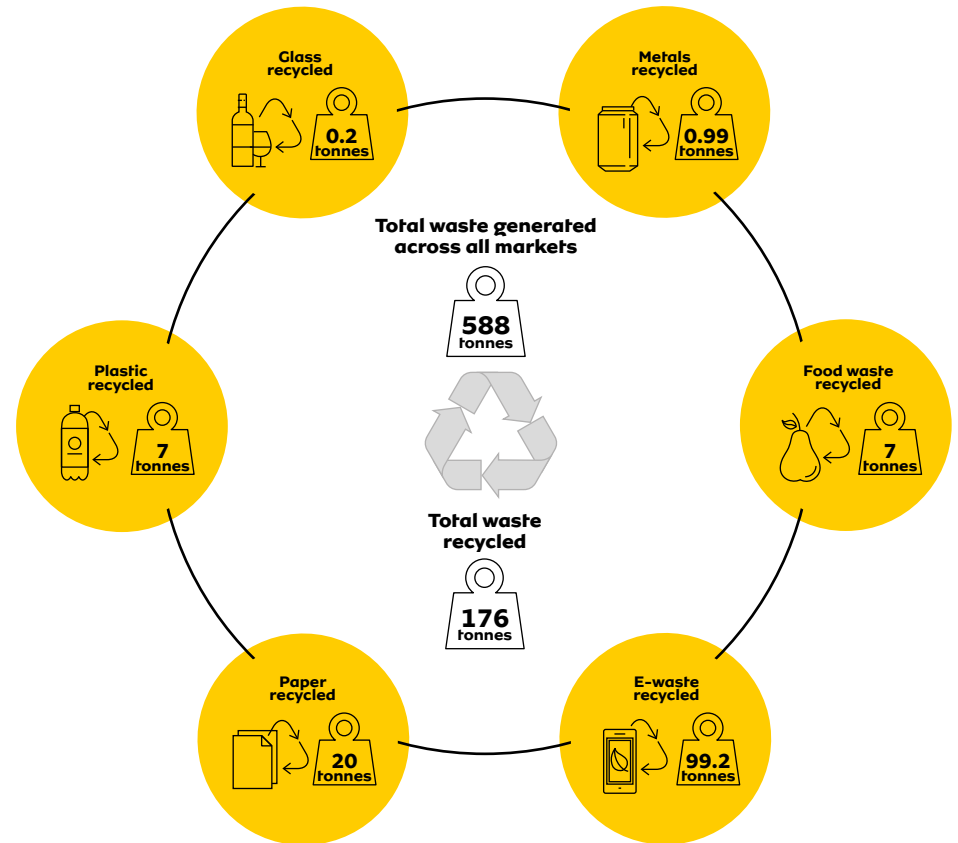 Glass
recycled
0.2
tonnes
Metals
recycled
0.99
tonnes
Total waste generated
across all markets
588
tonnes
Plastic
recycled
7
tonnes
Food waste
recycled
7
tonnes
Total waste
recycled
176
tonnes
Paper
recycled
20
tonnes
E-waste
recycled
99.2
tonnes